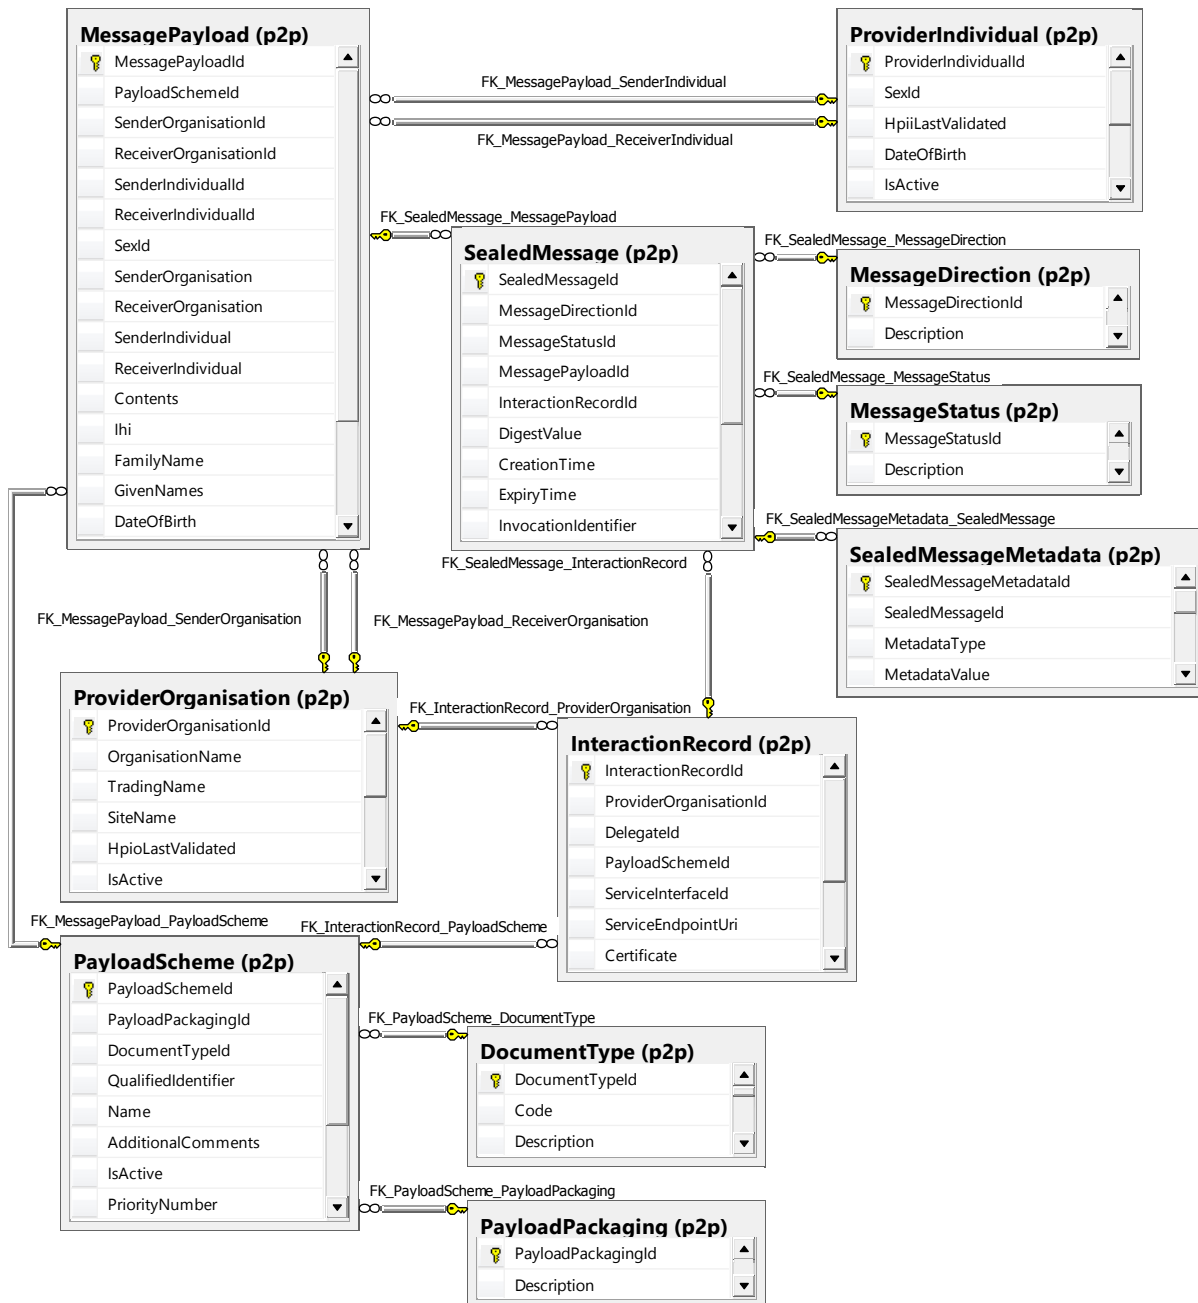 MessagePayload (p2p)
MessagePayloadId
PayloadSchemeId
SenderOrganisationId
ReceiverOrganisationId
SenderIndividualId
ReceiverIndividualId
SexId
SenderOrganisation
ReceiverOrganisation
SenderIndividual
ReceiverIndividual
Contents
Ihi
FamilyName
GivenNames
DateOfBirth
FK_MessagePayload_SenderIndividual
FK_MessagePayload_ReceiverIndividual
ProviderIndividual (p2p)
ProviderIndividualId
SexId
HpiiLastValidated
DateOfBirth
IsActive
FK_SealedMessage_MessagePayload
SealedMessage (p2p)
SealedMessageId
MessageDirectionId
MessageStatusId
MessagePayloadId
InteractionRecordId
DigestValue
CreationTime
ExpiryTime
InvocationIdentifier
FK_SealedMessage_MessageDirection
MessageDirection (p2p)
MessageDirectionId
Description
FK_SealedMessage_MessageStatus
MessageStatus (p2p)
MessageStatusId
Description
FK_SealedMessageMetadata_SealedMessage
SealedMessageMetadata (p2p)
SealedMessageMetadataId
SealedMessageId
MetadataType
MetadataValue
FK_SealedMessage_InteractionRecord
FK_MessagePayload_SenderOrganisation
FK_MessagePayload_ReceiverOrganisation
ProviderOrganisation (p2p)
ProviderOrganisationId
OrganisationName
TradingName
SiteName
HpioLastValidated
IsActive
FK_InteractionRecord_ProviderOrganisation
InteractionRecord (p2p)
InteractionRecordId
ProviderOrganisationId
DelegateId
PayloadSchemeId
ServiceInterfaceId
ServiceEndpointUri
Certificate
FK_MessagePayload_PayloadScheme
FK_InteractionRecord_PayloadScheme
PayloadScheme (p2p)
PayloadSchemeId
PayloadPackagingId
DocumentTypeId
QualifiedIdentifier
Name
AdditionalComments
IsActive
PriorityNumber
FK_PayloadScheme_DocumentType
DocumentType (p2p)
DocumentTypeId
Code
Description
FK_PayloadScheme_PayloadPackaging
PayloadPackaging (p2p)
PayloadPackagingId
Description